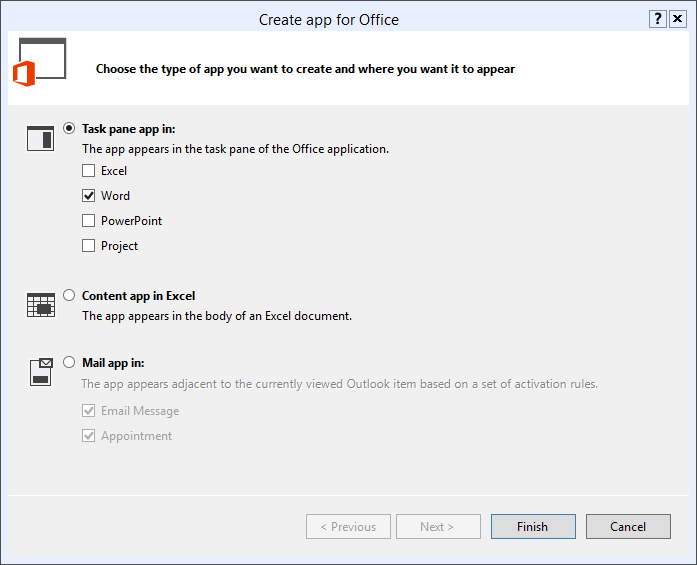 Create app for Office
?
Choose the type of app you want to create and where you want it to appear
Task pane app in:
The app appears in the task pane of the Office application.
Excel
Word
PowerPoint
Project
Content app in Excel
The app appears in the body of an Excel document.
Mail app in:
The app appears adjacent to the currently viewed Outlook item based on a set of activation rules.
Email Message
Appointment
< Previous Next > Finish Cancel